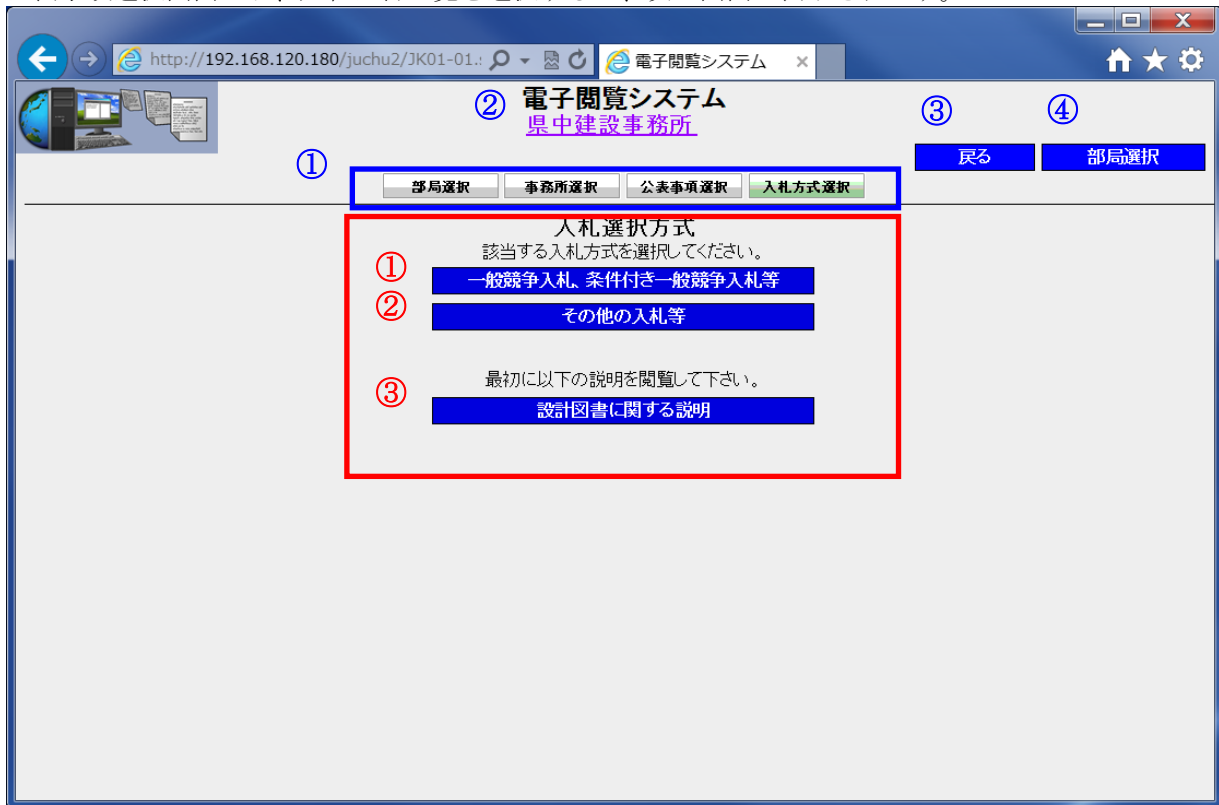 http://192.168.120.180/juchu2/JK01-01.:
電子閲覧システム ×
② 電子閲覧システム
県中建設事務所
③ ④
戻る 部局選択
①
部局選択 事務所選択 公表事項選択 入札方式選択
入札選択方式
該当する入札方式を選択してください。
① 一般競争入札、条件付き一般競争入札等
② その他の入札等
最初に以下の説明を閲覧して下さい。
③ 設計図書に関する説明